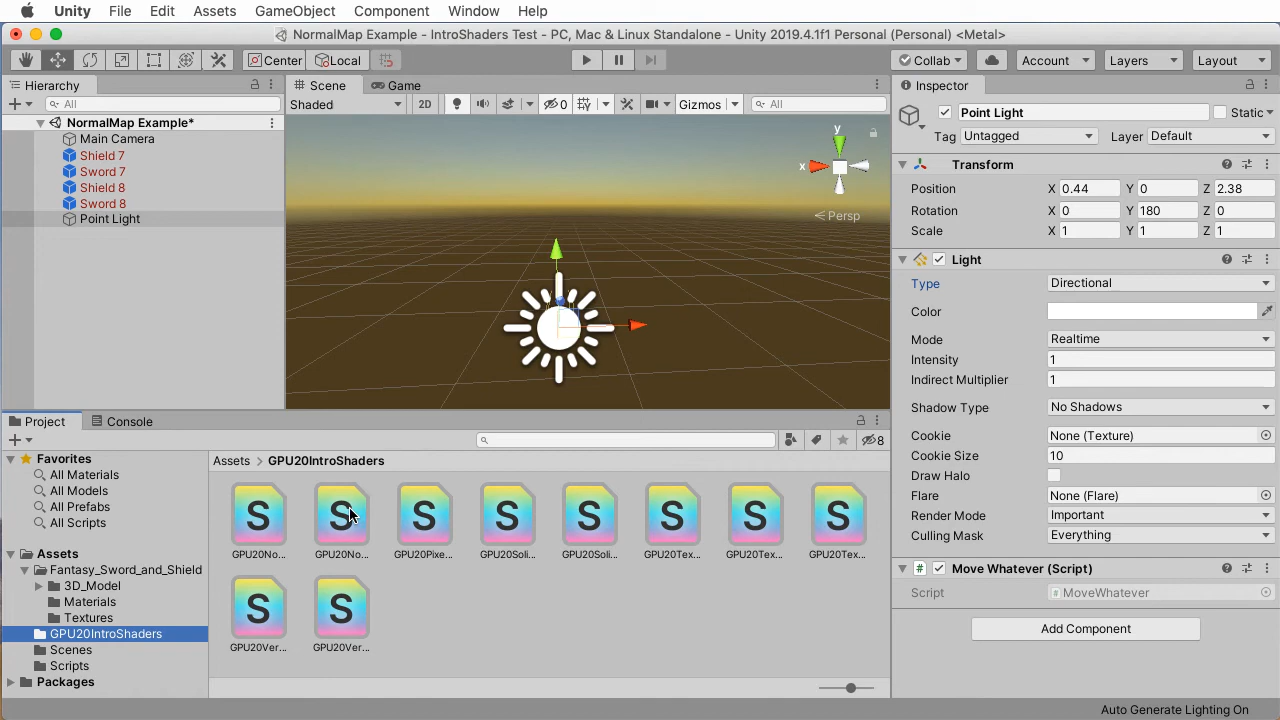 Unity File Edit Assets GameObject Component Window Help
NormalMap Example - IntroShaders Test - PC, Mac & Linux Standalone - Unity 2019.4.1f1 Personal (Personal) <Metal>
Center Local Collab Account Layers Layout
Hierarchy
All
NormalMap Example*
Main Camera
Shield 7
Sword 7
Shield 8
Sword 8
Point Light
Scene Game
Shaded 2D 0 Gizmos All
y
x
Persp
Inspector
Point Light Static
Tag Untagged Layer Default
Transform
Position X 0.44 Y 0 Z 2.38
Rotation X 0 Y 180 Z 0
Scale X 1 Y 1 Z 1
Light
Type Directional
Color
Mode Realtime
Intensity 1
Indirect Multiplier 1
Shadow Type No Shadows
Cookie None (Texture)
Cookie Size 10
Draw Halo
Flare None (Flare)
Render Mode Important
Culling Mask Everything
# Move Whatever (Script)
Script MoveWhatever
Add Component
Project Console
8
Favorites
All Materials
All Models
All Prefabs
All Scripts
Assets
Fantasy_Sword_and_Shield
3D_Model
Materials
Textures
GPU20IntroShaders
Scenes
Scripts
Packages
Assets > GPU20IntroShaders
S S S S S S S S
GPU20No... GPU20No... GPU20Pixe... GPU20Soli... GPU20Soli... GPU20Tex... GPU20Tex... GPU20Tex...
S S
GPU20Ver... GPU20Ver...
Auto Generate Lighting On